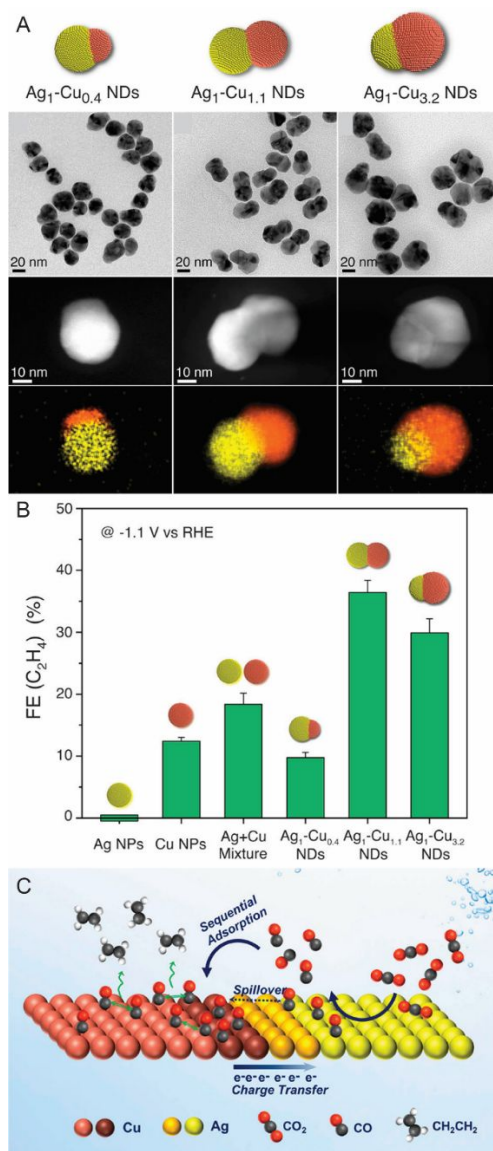 A
Ag₁-Cu₀.₄ NDs Ag₁-Cu₁.₁ NDs Ag₁-Cu₃.₂ NDs
20 nm 20 nm 20 nm
10 nm 10 nm 10 nm
B
@ -1.1 V vs RHE
FE (C₂H₄) (%)
50
40
30
20
10
0
Ag NPs Cu NPs Ag+Cu Mixture Ag₁-Cu₀.₄ NDs Ag₁-Cu₁.₁ NDs Ag₁-Cu₃.₂ NDs
C
Sequential
Adsorption
Spillover
e- e- e- e- e- e-
Charge Transfer
Cu Ag CO₂ CO CH₂CH₂